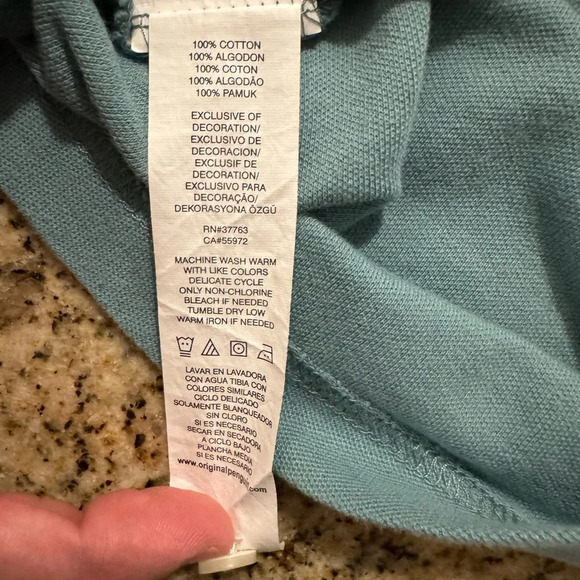 100% COTTON
100% ALGODON
100% COTON
100% ALGODÃO
100% PAMUK
EXCLUSIVE OF
DECORATION/
EXCLUSIVO DE
DECORACION/
EXCLUSIF DE
DECORATION/
EXCLUSIVO PARA
DECORAÇÃO/
DEKORASYONA ÖZGÜ
RN#37763
CA#55972
MACHINE WASH WARM
WITH LIKE COLORS
DELICATE CYCLE
ONLY NON-CHLORINE
BLEACH IF NEEDED
TUMBLE DRY LOW
WARM IRON IF NEEDED
LAVAR EN LAVADORA
CON AGUA TIBIA CON
COLORES SIMILARES
CICLO DELICADO
SOLAMENTE BLANQUEADOR
SIN CLORO
SI ES NECESARIO
SECAR EN SECADORA
A CICLO BAJO
PLANCHA MEDIA
SI ES NECESARIO
www.originalpenguin.com